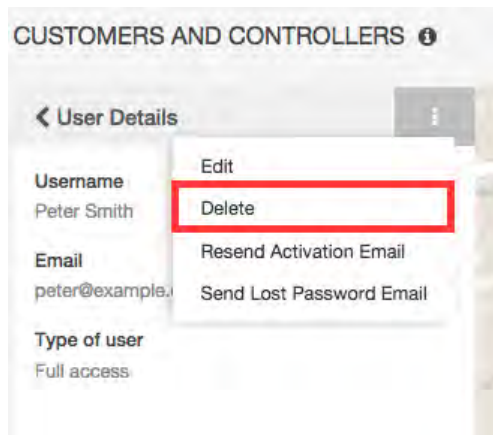 CUSTOMERS AND CONTROLLERS
User Details
Edit
Username
Peter Smith
Delete
Email
Resend Activation Email
peter@example.
Send Lost Password Email
Type of user
Full access